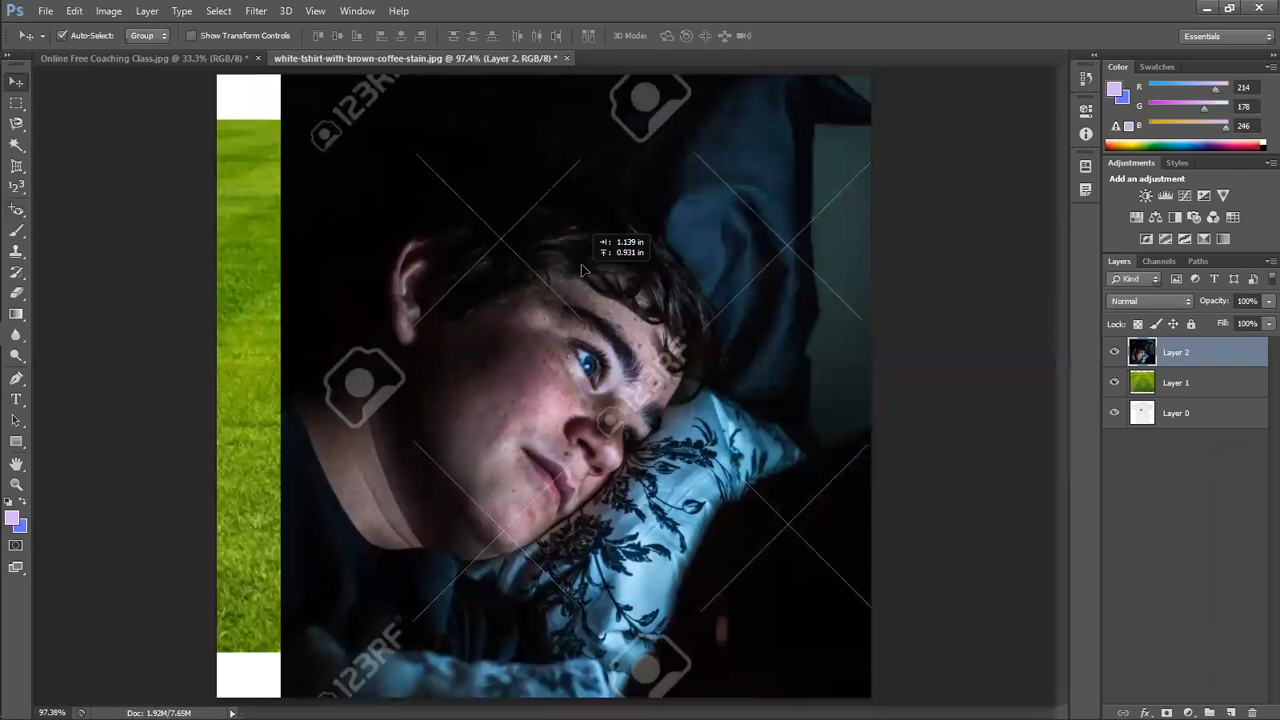 Ps File Edit Image Layer Type Select Filter 3D View Window Help
Auto-Select: Group Show Transform Controls 3D Mode: Essentials
Online Free Coaching Class.jpg @ 33.3% (RGB/8) * × white-tshirt-with-brown-coffee-stain.jpg @ 97.4% (Layer 2, RGB/8) * ×
Color Swatches
R 214
G 178
B 246
Adjustments Styles
Add an adjustment
Layers Channels Paths
Kind
Normal Opacity: 100%
Lock: Fill: 100%
Layer 2
Layer 1
Layer 0
123RF
123RF
1.139 in
0.931 in
RF
123RF
97.38% Doc: 1.92M/7.65M